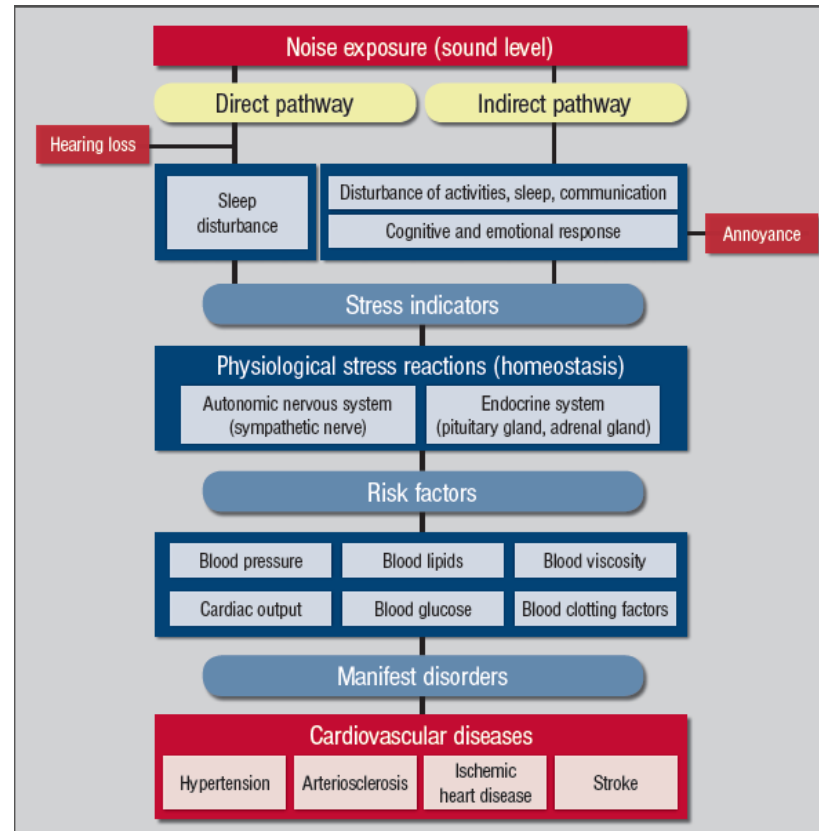 Noise exposure (sound level)
Direct pathway
Indirect pathway
Hearing loss
Sleep
disturbance
Disturbance of activities, sleep, communication
Cognitive and emotional response
Annoyance
Stress indicators
Physiological stress reactions (homeostasis)
Autonomic nervous system
(sympathetic nerve)
Endocrine system
(pituitary gland, adrenal gland)
Risk factors
Blood pressure
Blood lipids
Blood viscosity
Cardiac output
Blood glucose
Blood clotting factors
Manifest disorders
Cardiovascular diseases
Hypertension
Arteriosclerosis
Ischemic
heart disease
Stroke